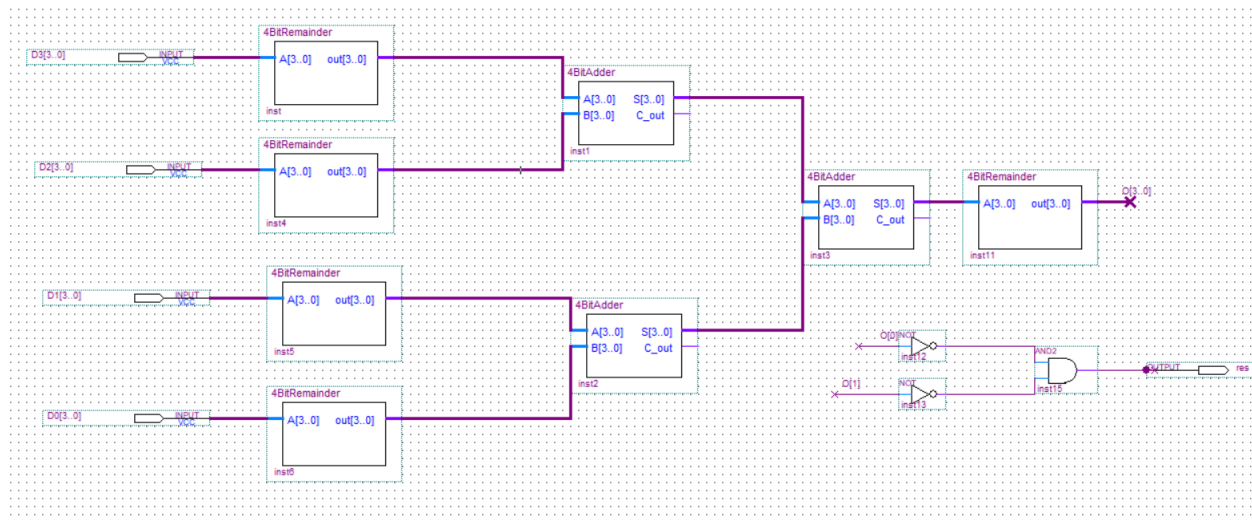 4BitRemainder
D3[3..0]
INPUT
VCC
A[3..0] out[3..0]
inst
4BitAdder
A[3..0] S[3..0]
B[3..0] C_out
inst1
4BitRemainder
D2[3..0]
INPUT
VCC
A[3..0] out[3..0]
inst4
4BitAdder
A[3..0] S[3..0]
B[3..0] C_out
inst3
4BitRemainder
A[3..0] out[3..0]
inst11
O[3..0]
4BitRemainder
D1[3..0]
INPUT
VCC
A[3..0] out[3..0]
inst5
4BitAdder
A[3..0] S[3..0]
B[3..0] C_out
inst2
4BitRemainder
D0[3..0]
INPUT
VCC
A[3..0] out[3..0]
inst6
O[0]
NOT
inst12
O[1]
NOT
inst13
AND2
inst15
OUTPUT
res